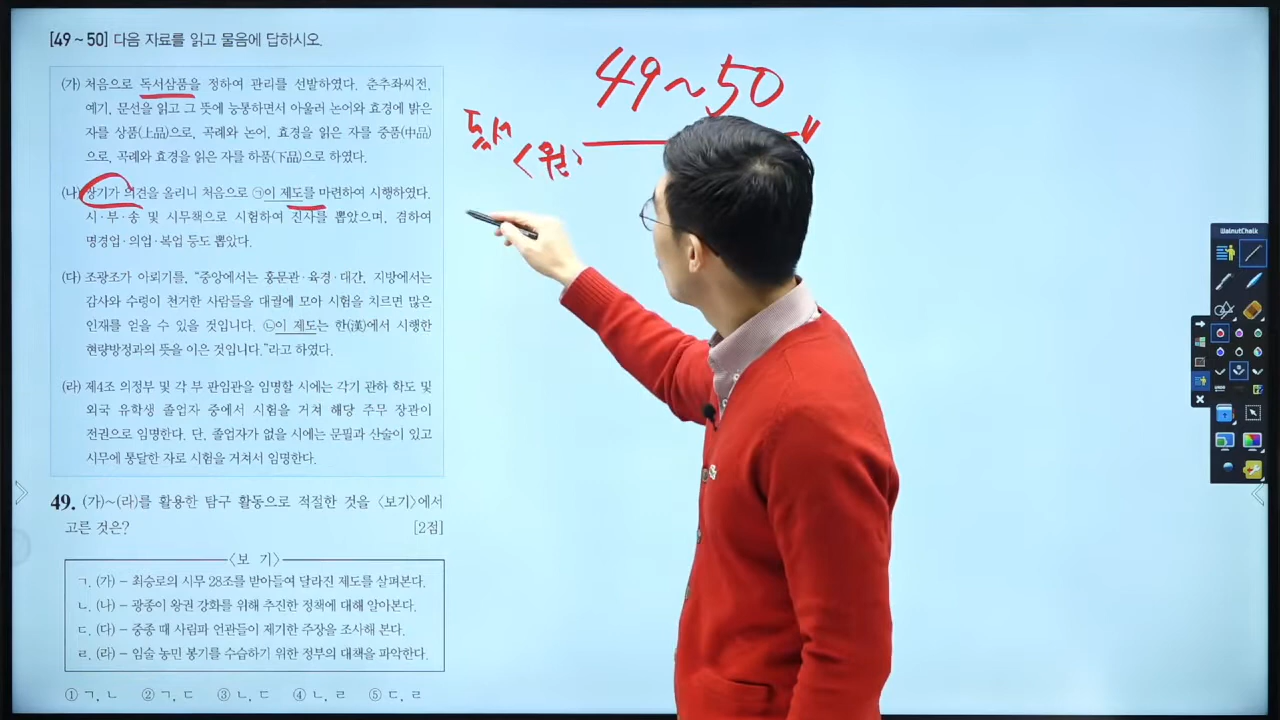 [49 ~ 50] 다음 자료를 읽고 물음에 답하시오.
49~50
(가) 처음으로 독서삼품을 정하여 관리를 선발하였다. 춘추좌씨전,
예기, 문선을 읽고 그 뜻에 능통하면서 아울러 논어와 효경에 밝은
자를 상품(上品)으로, 곡례와 논어, 효경을 읽은 자를 중품(中品)
으로, 곡례와 효경을 읽은 자를 하품(下品)으로 하였다.
<원>
(나) 쌍기가 의견을 올리니 처음으로 ㉠이 제도를 마련하여 시행하였다.
시·부·송 및 시무책으로 시험하여 진사를 뽑았으며, 겸하여
명경업·의업·복업 등도 뽑았다.
(다) 조광조가 아뢰기를, “중앙에서는 홍문관·육경·대간, 지방에서는
감사와 수령이 천거한 사람들을 대궐에 모아 시험을 치르면 많은
인재를 얻을 수 있을 것입니다. ㉡이 제도는 한(漢)에서 시행한
현량방정과의 뜻을 이은 것입니다.”라고 하였다.
(라) 제4조 의정부 및 각 부 판임관을 임명할 시에는 각기 관하 학도 및
외국 유학생 졸업자 중에서 시험을 거쳐 해당 주무 장관이
전권으로 임명한다. 단, 졸업자가 없을 시에는 문필과 산술이 있고
시무에 통달한 자로 시험을 거쳐서 임명한다.
49. (가)~(라)를 활용한 탐구 활동으로 적절한 것을 <보기>에서
고른 것은? [2점]
<보 기>
ㄱ. (가) - 최승로의 시무 28조를 받아들여 달라진 제도를 살펴본다.
ㄴ. (나) - 광종이 왕권 강화를 위해 추진한 정책에 대해 알아본다.
ㄷ. (다) - 중종 때 사림파 언관들이 제기한 주장을 조사해 본다.
ㄹ. (라) - 임술 농민 봉기를 수습하기 위한 정부의 대책을 파악한다.
① ㄱ, ㄴ ② ㄱ, ㄷ ③ ㄴ, ㄷ ④ ㄴ, ㄹ ⑤ ㄷ, ㄹ
WalnutChalk